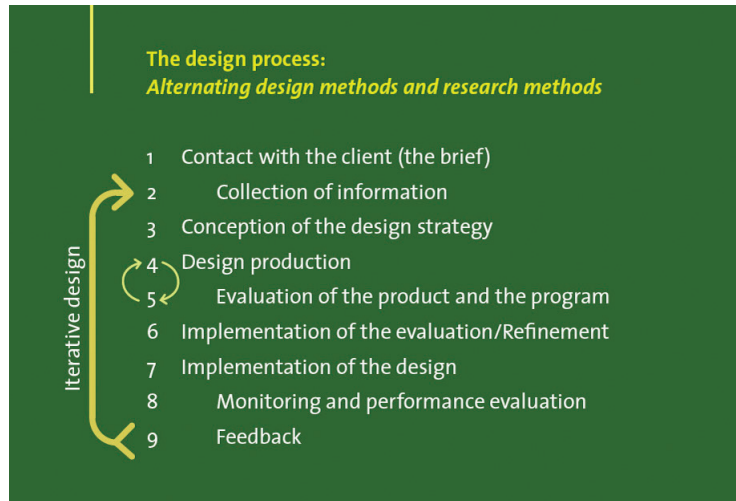 The design process:
Alternating design methods and research methods
1 Contact with the client (the brief)
2 Collection of information
3 Conception of the design strategy
4 Design production
5 Evaluation of the product and the program
6 Implementation of the evaluation/Refinement
7 Implementation of the design
8 Monitoring and performance evaluation
9 Feedback
Iterative design